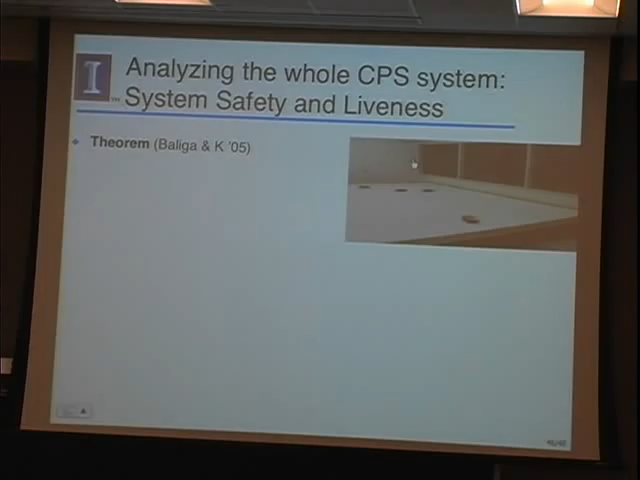 I
Analyzing the whole CPS system:
System Safety and Liveness
Theorem (Baliga & K '05)